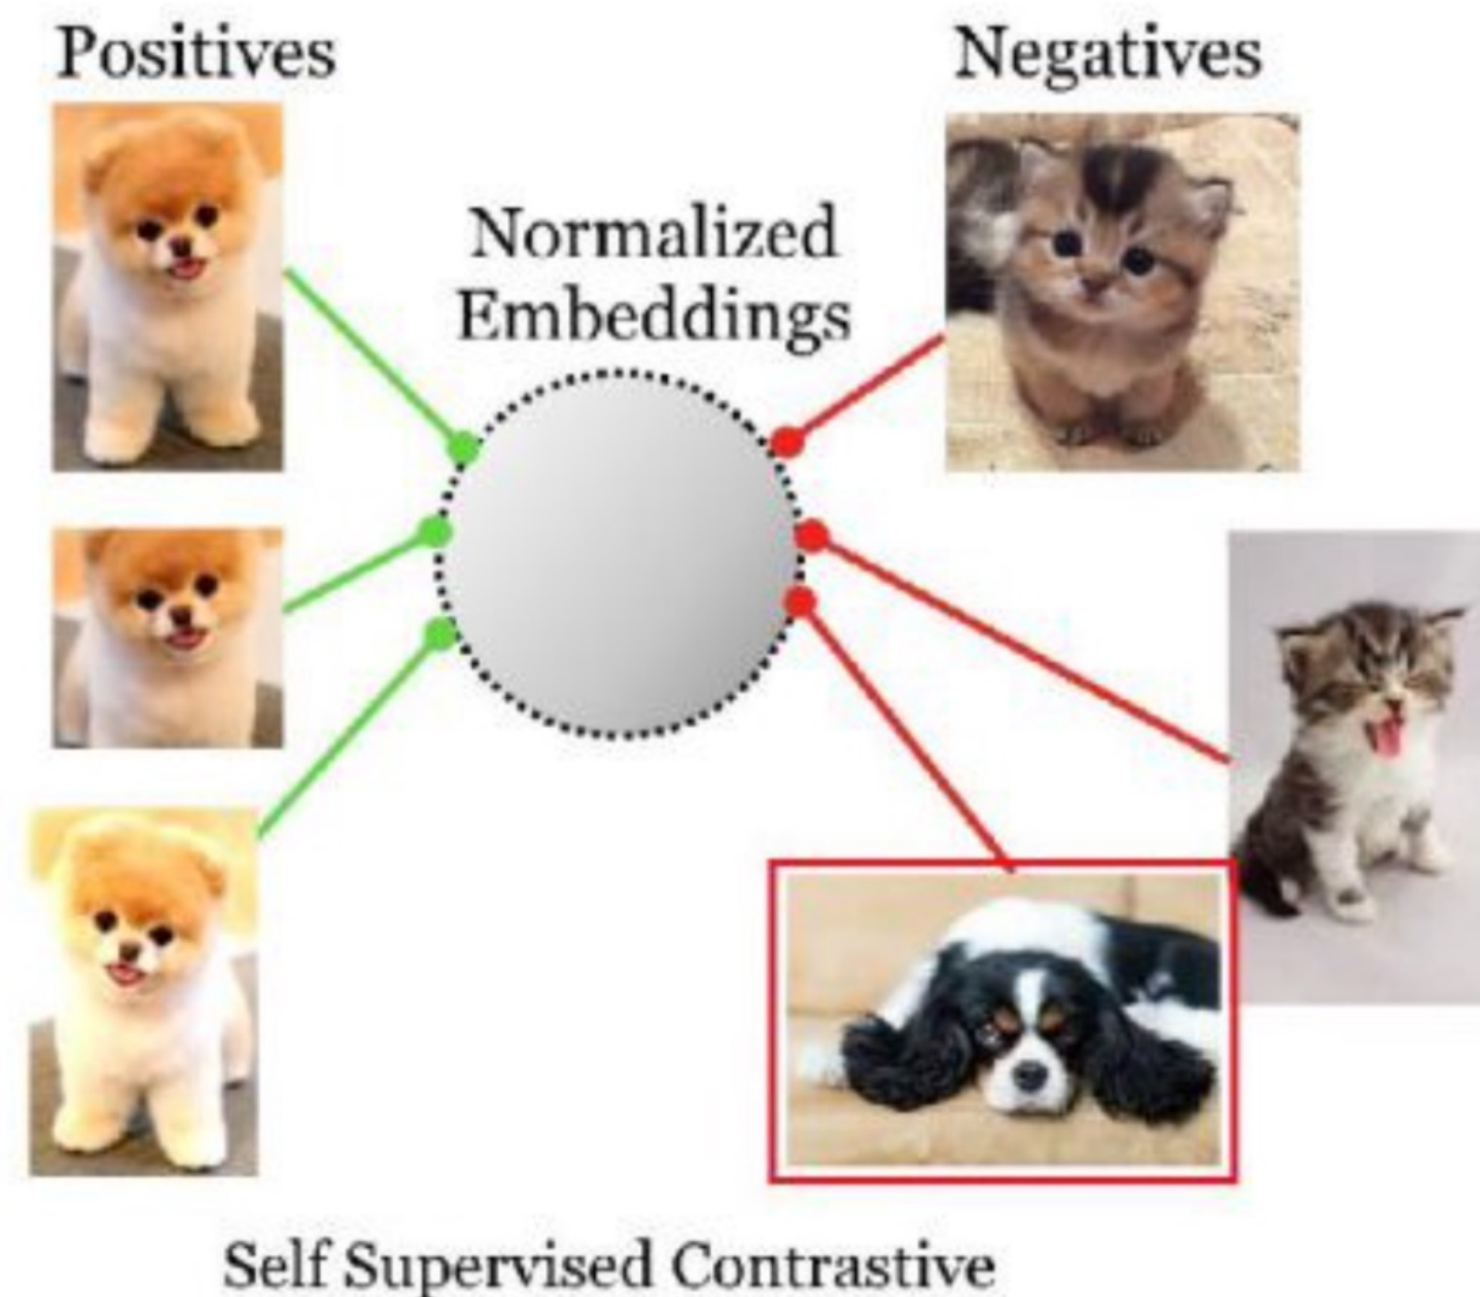 Positives
Negatives
Normalized
Embeddings
Self Supervised Contrastive